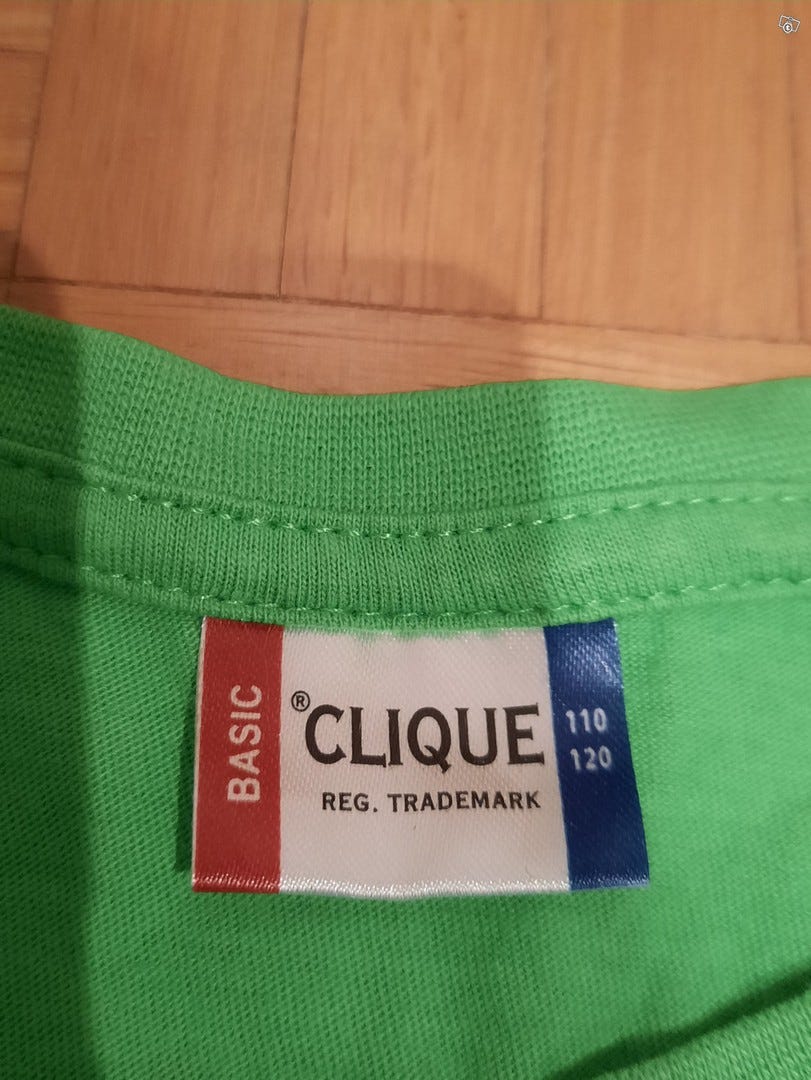 BASIC
®CLIQUE
REG. TRADEMARK
110
120